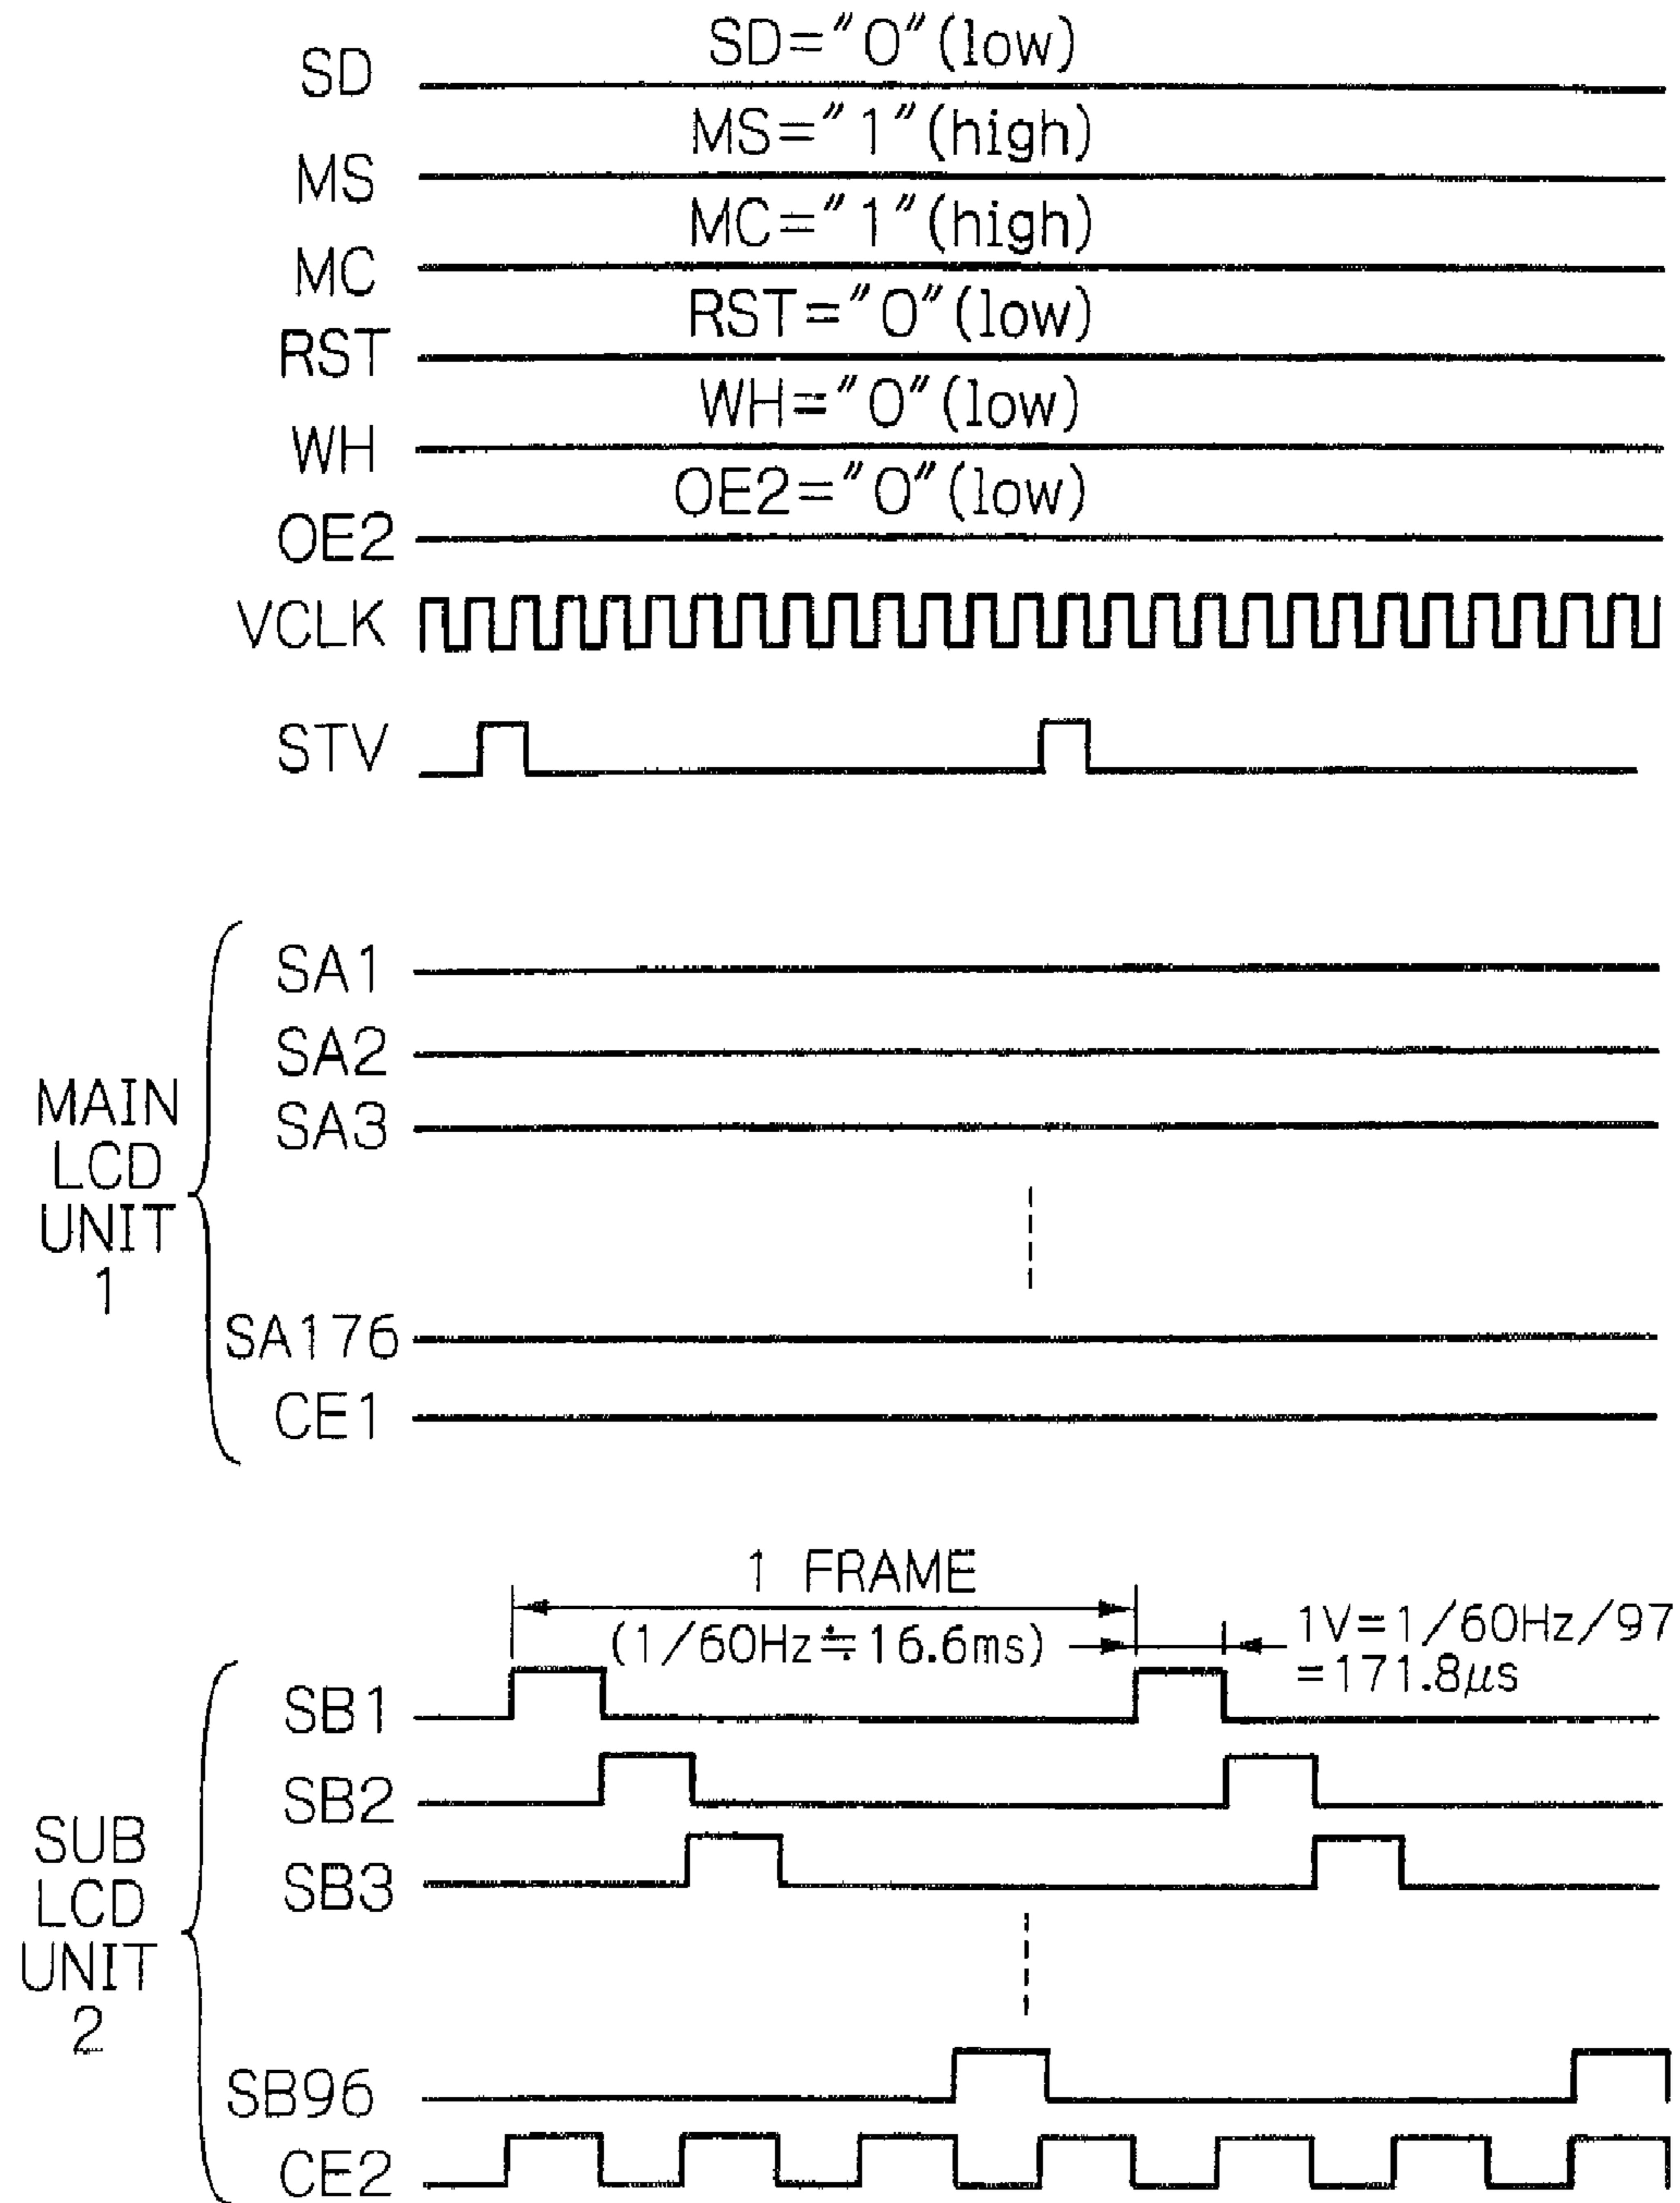 SD SD="0"(low)
MS MS="1"(high)
MC MC="1"(high)
RST RST="0"(low)
WH WH="0"(low)
OE2 OE2="0"(low)
VCLK
STV
MAIN
LCD
UNIT
1
SA1
SA2
SA3
SA176
CE1
1 FRAME
(1/60Hz≒16.6ms)
1V=1/60Hz/97
=171.8μs
SUB
LCD
UNIT
2
SB1
SB2
SB3
SB96
CE2